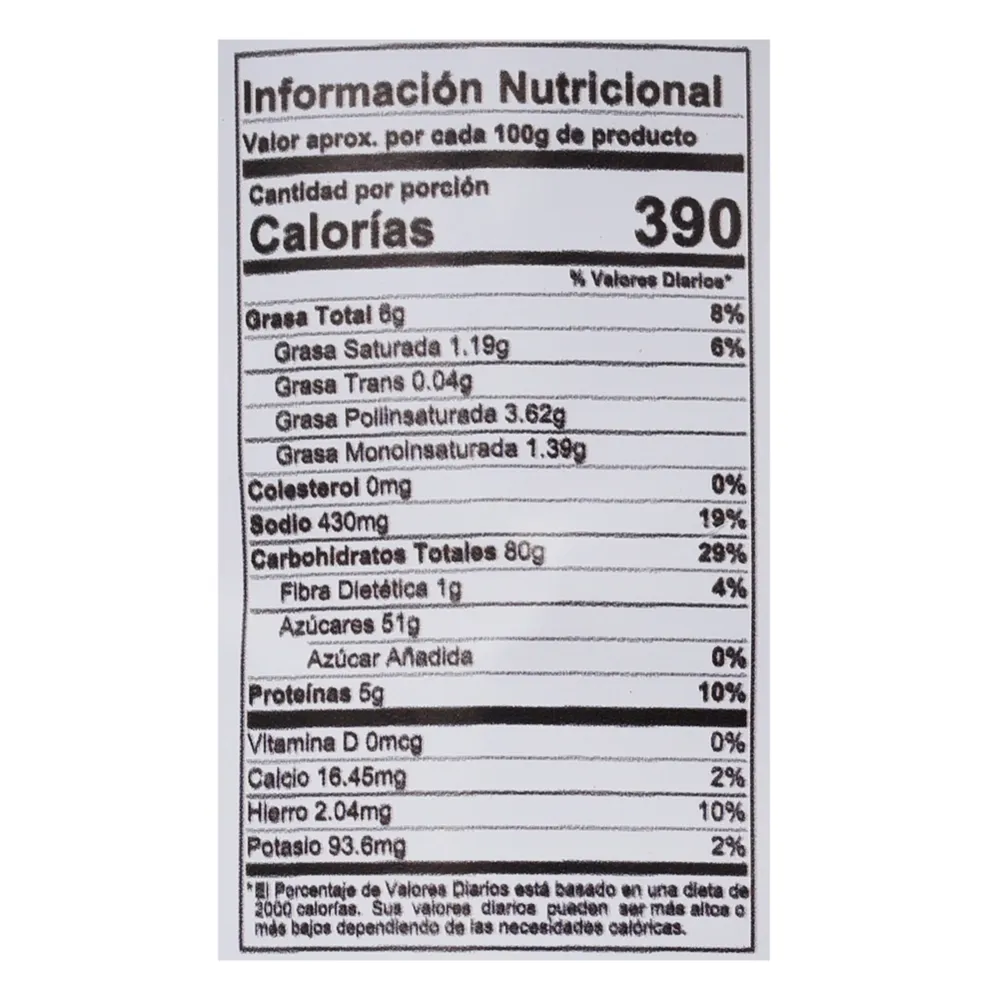 Información Nutricional
Valor aprox. por cada 100g de producto
Cantidad por porción
Calorías 390
% Valores Diarios*
Grasa Total 6g 8%
Grasa Saturada 1.19g 6%
Grasa Trans 0.04g
Grasa Poliinsaturada 3.62g
Grasa Monoinsaturada 1.39g
Colesterol 0mg 0%
Sodio 430mg 19%
Carbohidratos Totales 80g 29%
Fibra Dietética 1g 4%
Azúcares 51g
Azúcar Añadida 0%
Proteínas 5g 10%
Vitamina D 0mcg 0%
Calcio 16.45mg 2%
Hierro 2.04mg 10%
Potasio 93.6mg 2%
*El Porcentaje de Valores Diarios está basado en una dieta de
2000 calorías. Sus valores diarios pueden ser más altos o
más bajos dependiendo de las necesidades calóricas.